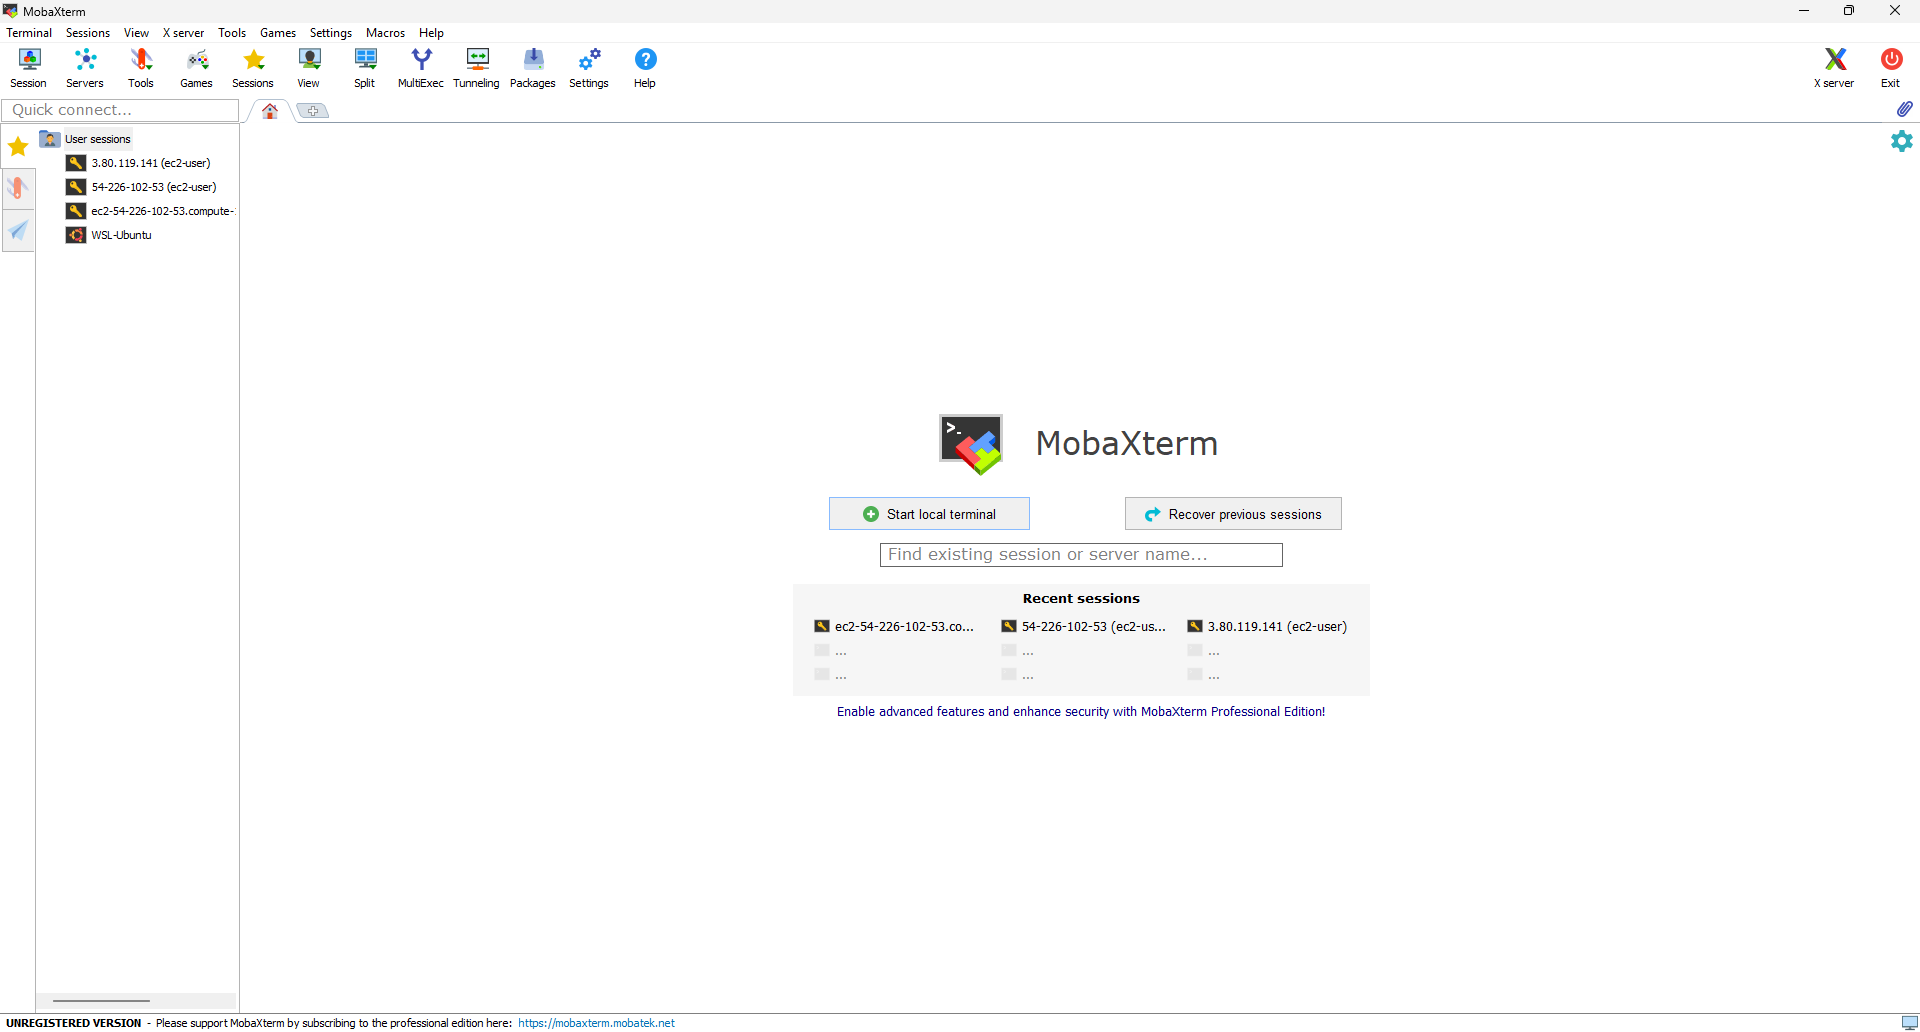 MobaXterm
Terminal Sessions View X server Tools Games Settings Macros Help
Session Servers Tools Games Sessions View Split MultiExec Tunneling Packages Settings Help X server Exit
Quick connect...
User sessions
3.80.119.141 (ec2-user)
54-226-102-53 (ec2-user)
ec2-54-226-102-53.compute-
WSL-Ubuntu
>_
MobaXterm
Start local terminal Recover previous sessions
Find existing session or server name...
Recent sessions
ec2-54-226-102-53.co... 54-226-102-53 (ec2-us... 3.80.119.141 (ec2-user)
... ... ...
... ... ...
Enable advanced features and enhance security with MobaXterm Professional Edition!
UNREGISTERED VERSION - Please support MobaXterm by subscribing to the professional edition here: https://mobaxterm.mobatek.net